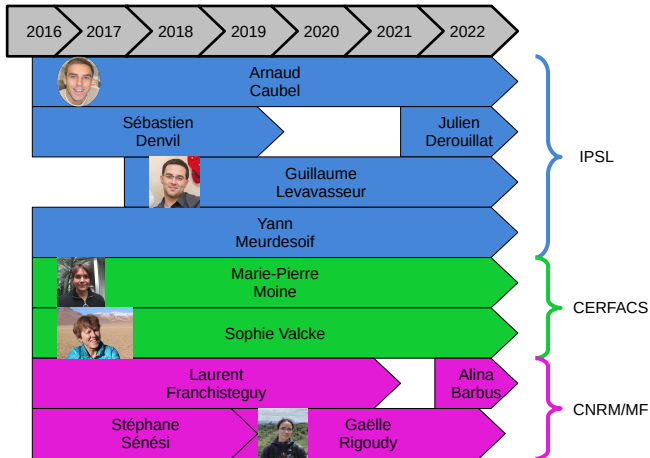 2016 2017 2018 2019 2020 2021 2022
Arnaud
Caubel
Sébastien
Denvil
Julien
Derouillat
Guillaume
Levavasseur
Yann
Meurdesoif
IPSL
Marie-Pierre
Moine
Sophie Valcke
CERFACS
Laurent
Franchisteguy
Alina
Barbus
Stéphane
Sénési
Gaëlle
Rigoudy
CNRM/MF